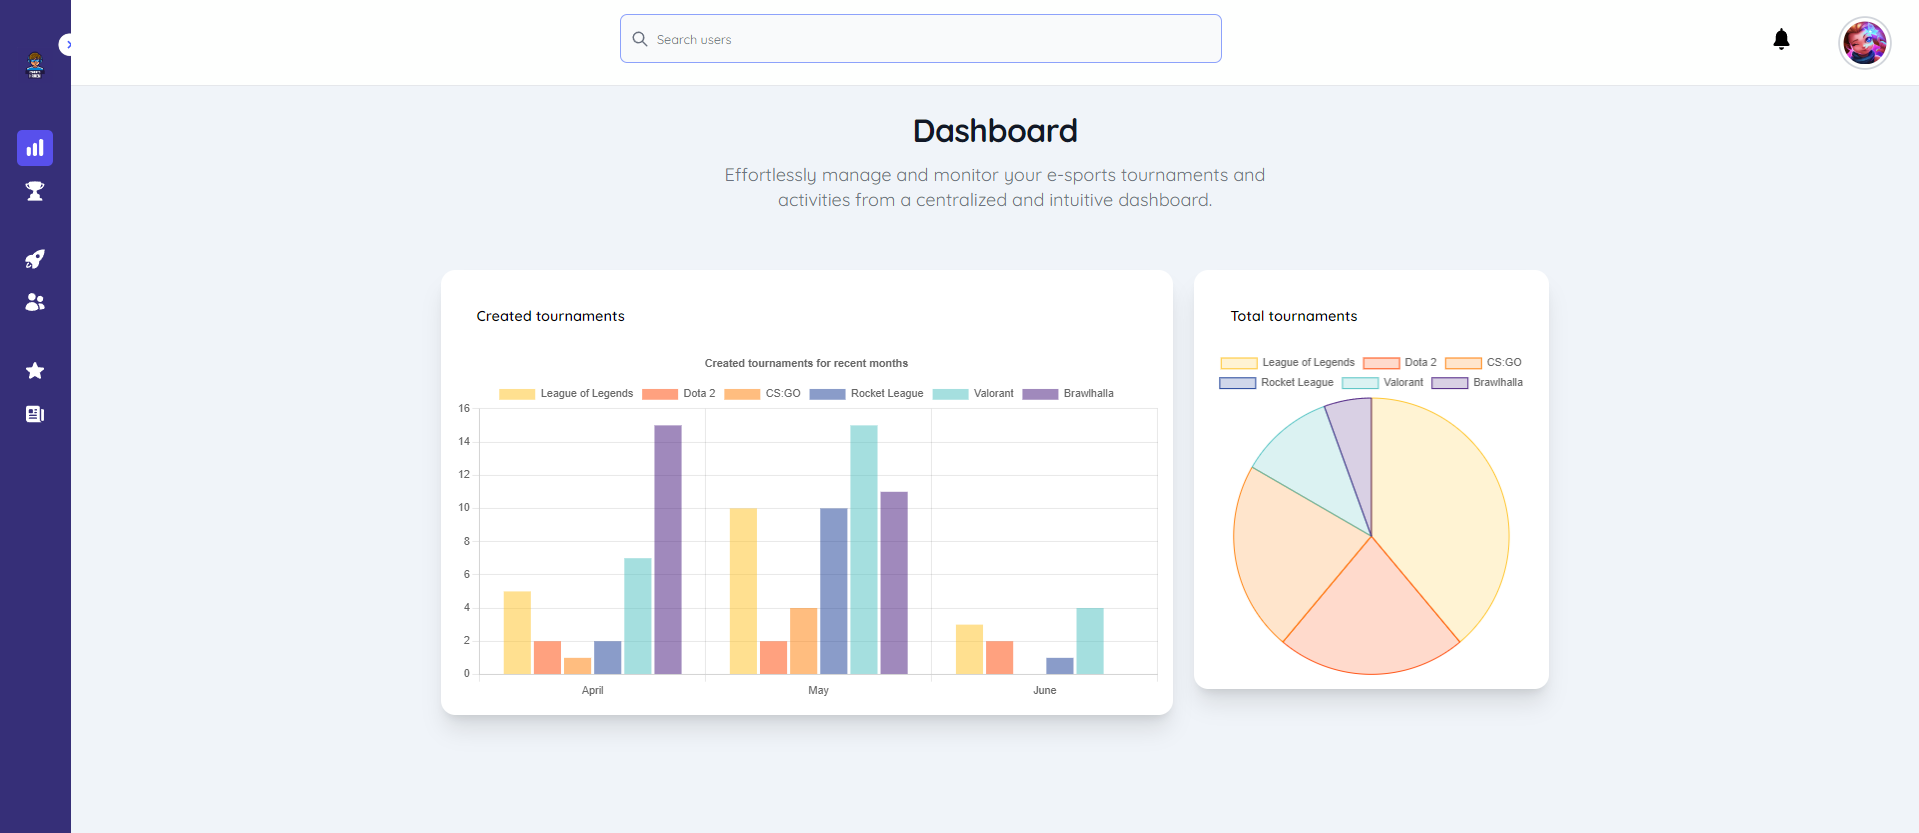 Search users
Dashboard
Effortlessly manage and monitor your e-sports tournaments and
activities from a centralized and intuitive dashboard.
Created tournaments
Created tournaments for recent months
League of Legends Dota 2 CS:GO Rocket League Valorant Brawlhalla
16
14
12
10
8
6
4
2
0
April May June
Total tournaments
League of Legends Dota 2 CS:GO
Rocket League Valorant Brawlhalla